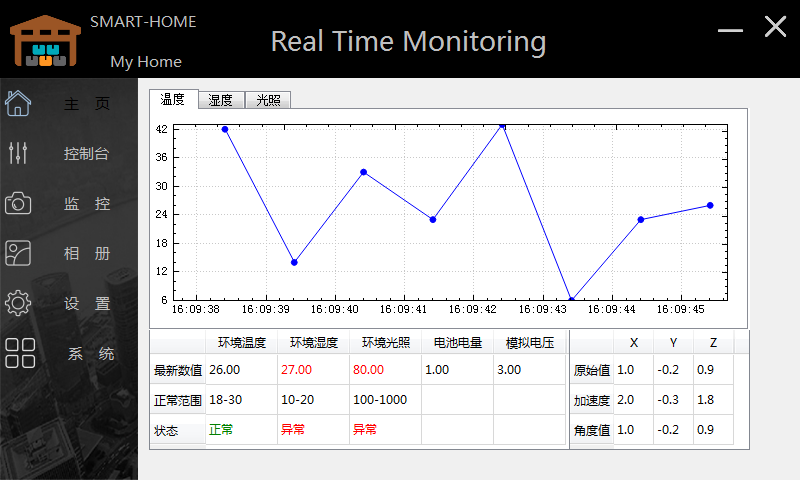 SMART-HOME
My Home
Real Time Monitoring
主 页
控制台
监 控
相 册
设 置
系 统
温度 湿度 光照
42
36
30
24
18
12
6
16:09:38 16:09:39 16:09:40 16:09:41 16:09:42 16:09:43 16:09:44 16:09:45
环境温度 环境湿度 环境光照 电池电量 模拟电压
最新数值 26.00 27.00 80.00 1.00 3.00
正常范围 18-30 10-20 100-1000
状态 正常 异常 异常
X Y Z
原始值 1.0 -0.2 0.9
加速度 2.0 -0.3 1.8
角度值 1.0 -0.2 0.9